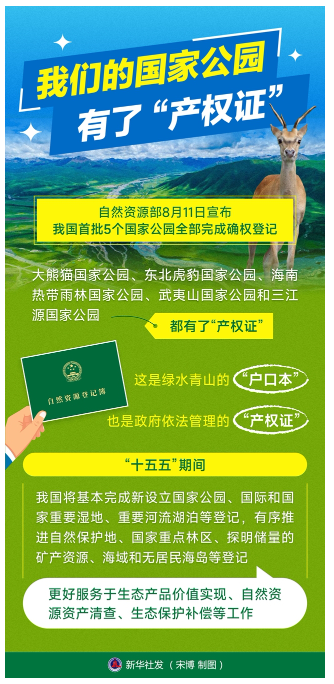 我们的国家公园
有了“产权证”
自然资源部8月11日宣布
我国首批5个国家公园全部完成确权登记
大熊猫国家公园、东北虎豹国家公园、海南
热带雨林国家公园、武夷山国家公园和三江
源国家公园
都有了“产权证”
自然资源登记簿
这是绿水青山的“户口本”
也是政府依法管理的“产权证”
“十五五”期间
我国将基本完成新设立国家公园、国际和国
家重要湿地、重要河流湖泊等登记，有序推
进自然保护地、国家重点林区、探明储量的
矿产资源、海域和无居民海岛等登记
更好服务于生态产品价值实现、自然资
源资产清查、生态保护补偿等工作
新华社发（宋博 制图）